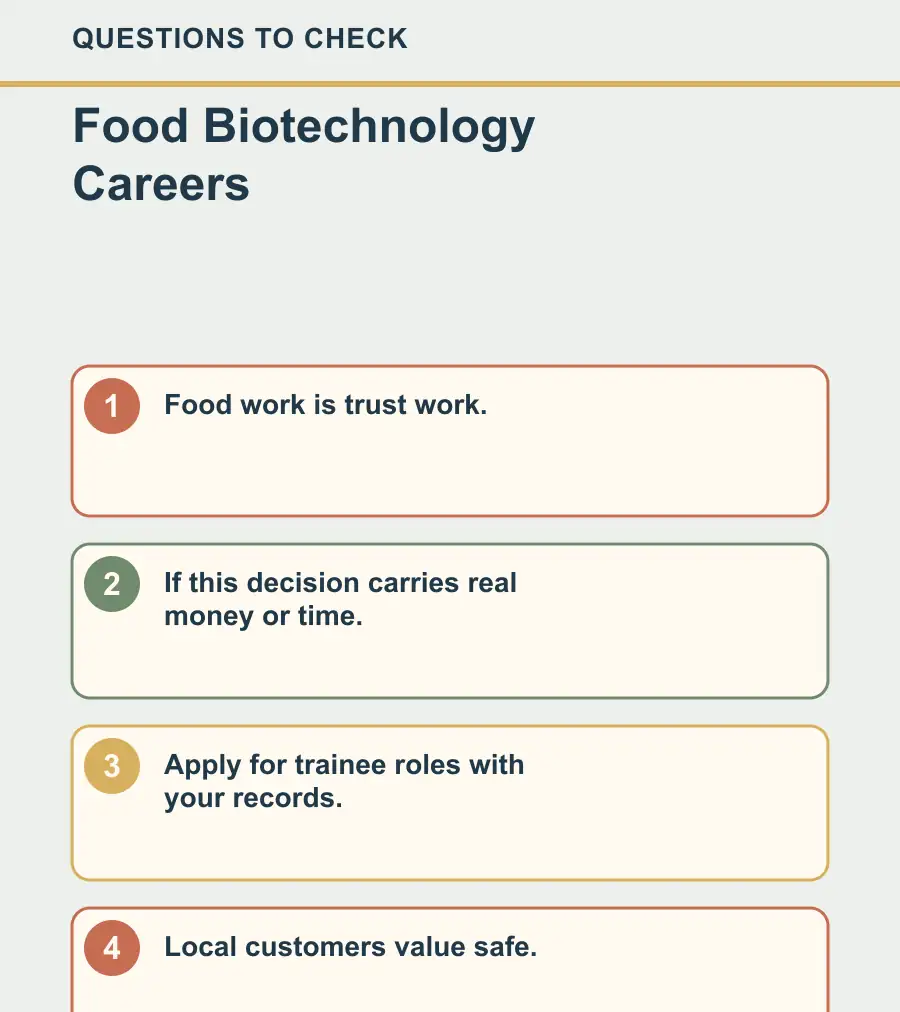 QUESTIONS TO CHECK
Food Biotechnology
Careers
1
Food work is trust work.
2
If this decision carries real
money or time.
3
Apply for trainee roles with
your records.
4
Local customers value safe.